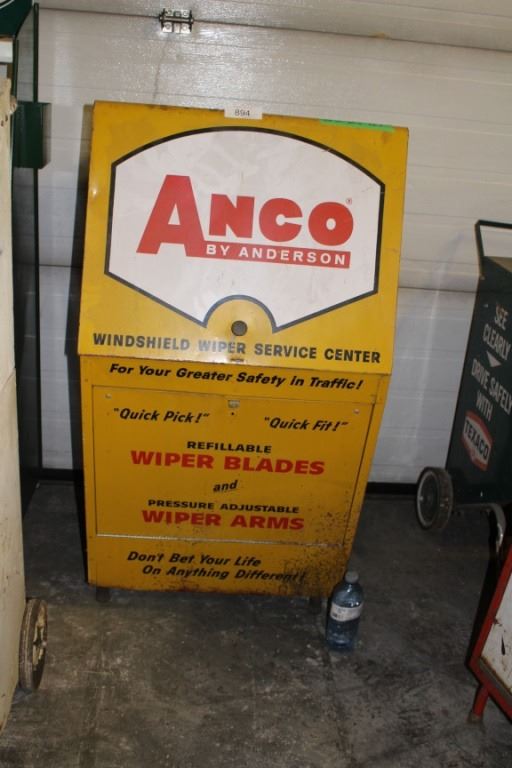 894
ANCO®
BY ANDERSON
WINDSHIELD WIPER SERVICE CENTER
For Your Greater Safety in Traffic!
"Quick Pick!" "Quick Fit!"
REFILLABLE
WIPER BLADES
and
PRESSURE ADJUSTABLE
WIPER ARMS
Don't Bet Your Life
On Anything Different!
SEE
CLEARLY
DRIVE SAFELY
WITH
TEXACO